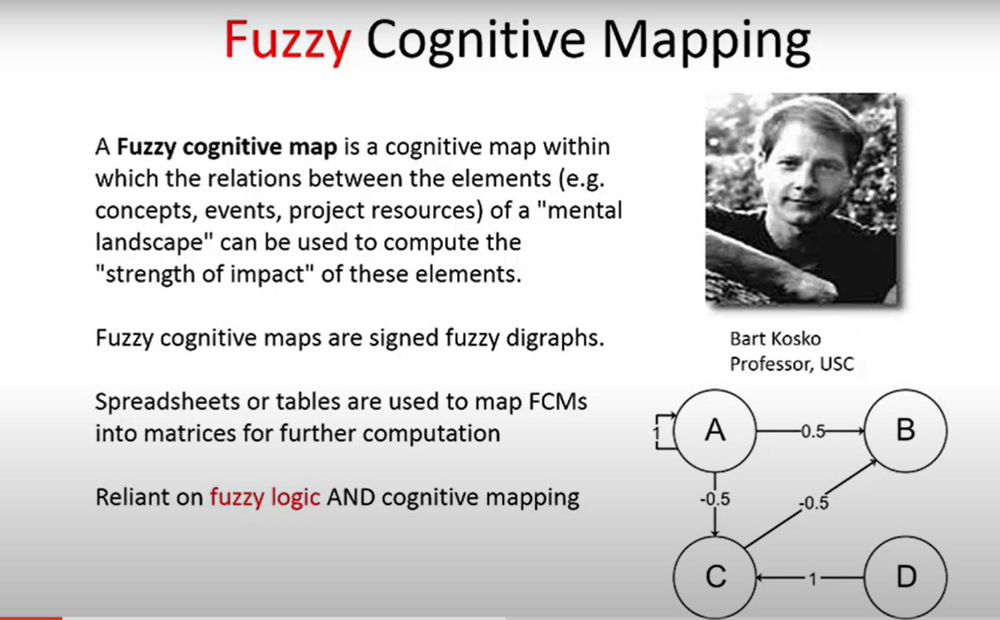 Fuzzy Cognitive Mapping
A Fuzzy cognitive map is a cognitive map within
which the relations between the elements (e.g.
concepts, events, project resources) of a "mental
landscape" can be used to compute the
"strength of impact" of these elements.
Fuzzy cognitive maps are signed fuzzy digraphs.
Spreadsheets or tables are used to map FCMs
into matrices for further computation
Reliant on fuzzy logic AND cognitive mapping
Bart Kosko
Professor, USC
1
A
0.5
B
-0.5
-0.5
C
1
D